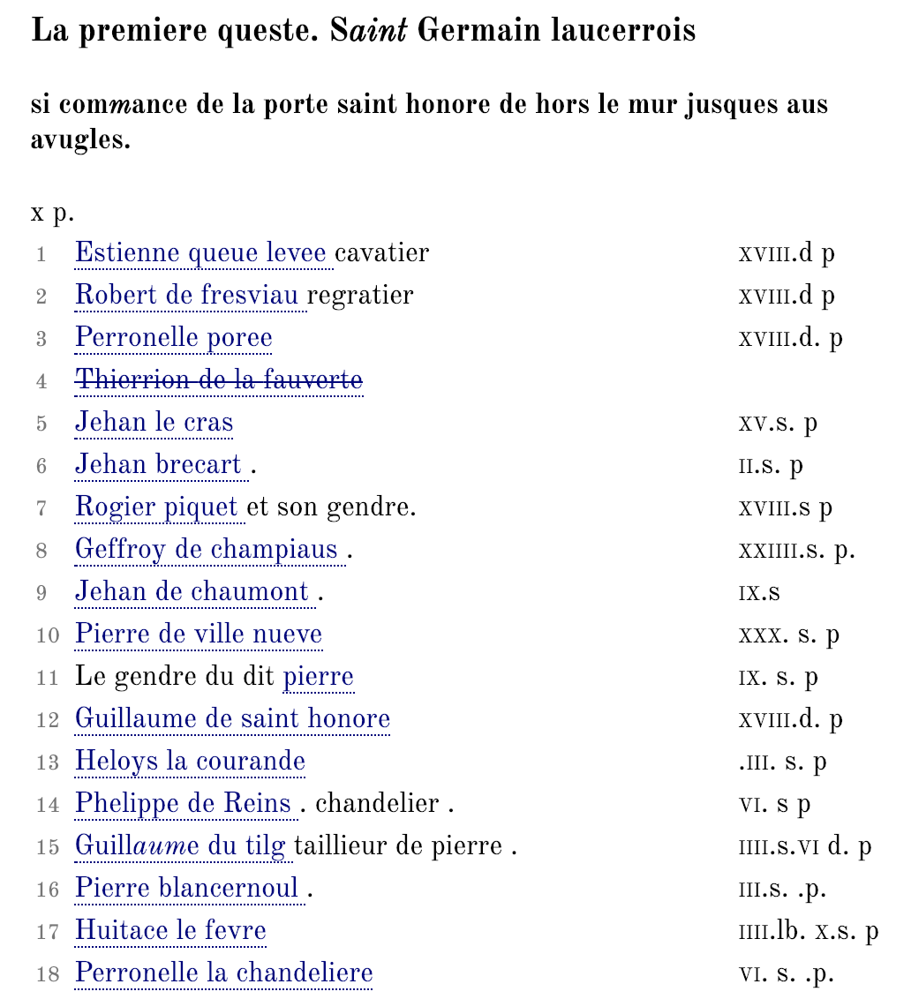 La premiere queste. Saint Germain laucerrois
si commance de la porte saint honore de hors le mur jusques aus
avugles.
x p.
1 Estienne queue levee cavatier XVIII.d p
2 Robert de fresviau regratier XVIII.d p
3 Perronelle poree XVIII.d. p
4 Thierrion de la fauverte
5 Jehan le cras XV.s. p
6 Jehan brecart . II.s. p
7 Rogier piquet et son gendre. XVIII.s p
8 Geffroy de champiaus . XXIIII.s. p.
9 Jehan de chaumont . IX.s
10 Pierre de ville nueve XXX. s. p
11 Le gendre du dit pierre IX. s. p
12 Guillaume de saint honore XVIII.d. p
13 Heloys la courande .III. s. p
14 Phelippe de Reins . chandelier . VI. s p
15 Guillaume du tilg taillieur de pierre . IIII.s.VI d. p
16 Pierre blancernoul . III.s. .p.
17 Huitace le fevre IIII.lb. X.s. p
18 Perronelle la chandeliere VI. s. .p.